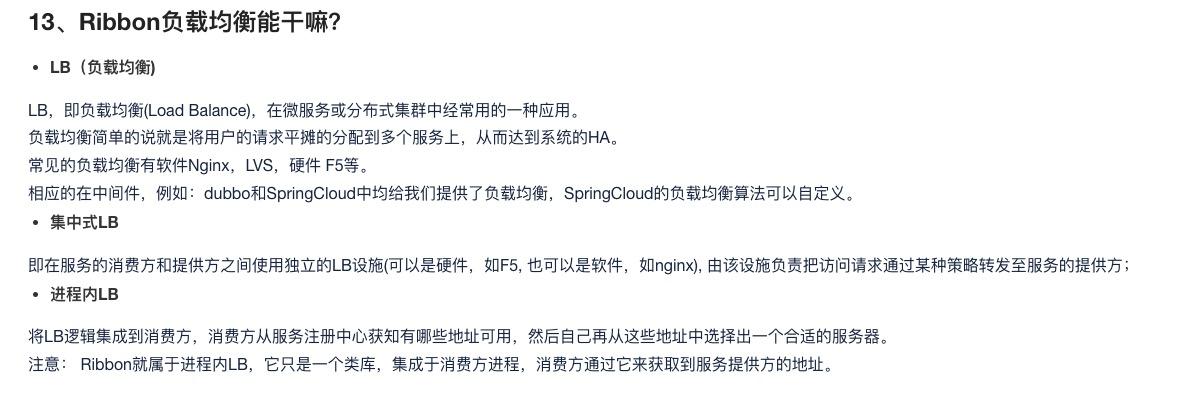 13、Ribbon负载均衡能干嘛?
• LB（负载均衡)
LB，即负载均衡(Load Balance)，在微服务或分布式集群中经常用的一种应用。
负载均衡简单的说就是将用户的请求平摊的分配到多个服务上，从而达到系统的HA。
常见的负载均衡有软件Nginx，LVS，硬件 F5等。
相应的在中间件，例如：dubbo和SpringCloud中均给我们提供了负载均衡，SpringCloud的负载均衡算法可以自定义。
• 集中式LB
即在服务的消费方和提供方之间使用独立的LB设施(可以是硬件，如F5, 也可以是软件，如nginx), 由该设施负责把访问请求通过某种策略转发至服务的提供方；
• 进程内LB
将LB逻辑集成到消费方，消费方从服务注册中心获知有哪些地址可用，然后自己再从这些地址中选择出一个合适的服务器。
注意： Ribbon就属于进程内LB，它只是一个类库，集成于消费方进程，消费方通过它来获取到服务提供方的地址。